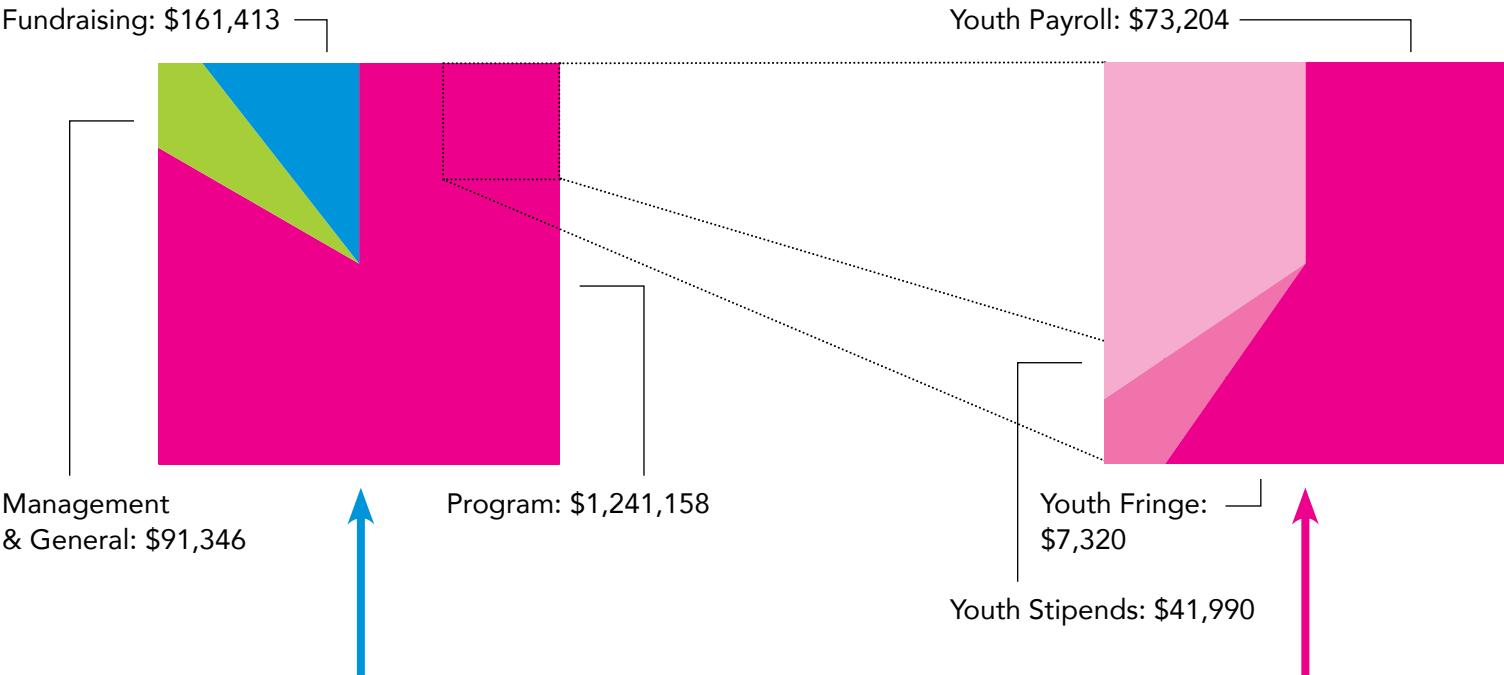 Fundraising: $161,413
Youth Payroll: $73,204
Management
& General: $91,346
Program: $1,241,158
Youth Fringe:
$7,320
Youth Stipends: $41,990